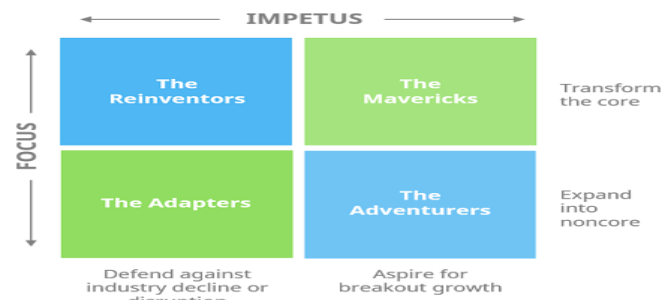 IMPETUS
FOCUS
The
Reinventors
The
Mavericks
Transform
the core
The Adapters
The
Adventurers
Expand
into
noncore
Defend against
industry decline or
disruption
Aspire for
breakout growth